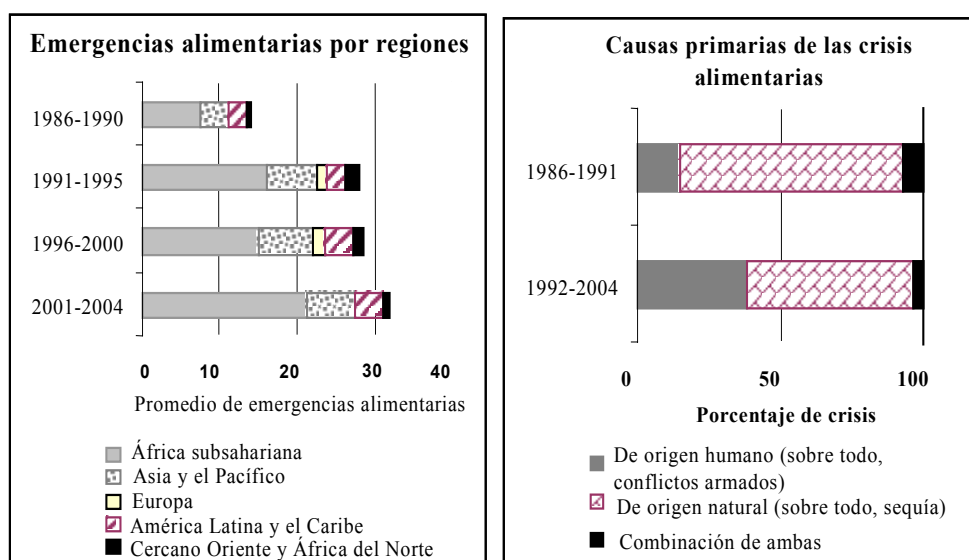 Emergencias alimentarias por regiones
1986-1990
1991-1995
1996-2000
2001-2004
0 10 20 30 40
Promedio de emergencias alimentarias
África subsahariana
Asia y el Pacífico
Europa
América Latina y el Caribe
Cercano Oriente y África del Norte
Causas primarias de las crisis
alimentarias
1986-1991
1992-2004
0 50 100
Porcentaje de crisis
De origen humano (sobre todo,
conflictos armados)
De origen natural (sobre todo, sequía)
Combinación de ambas